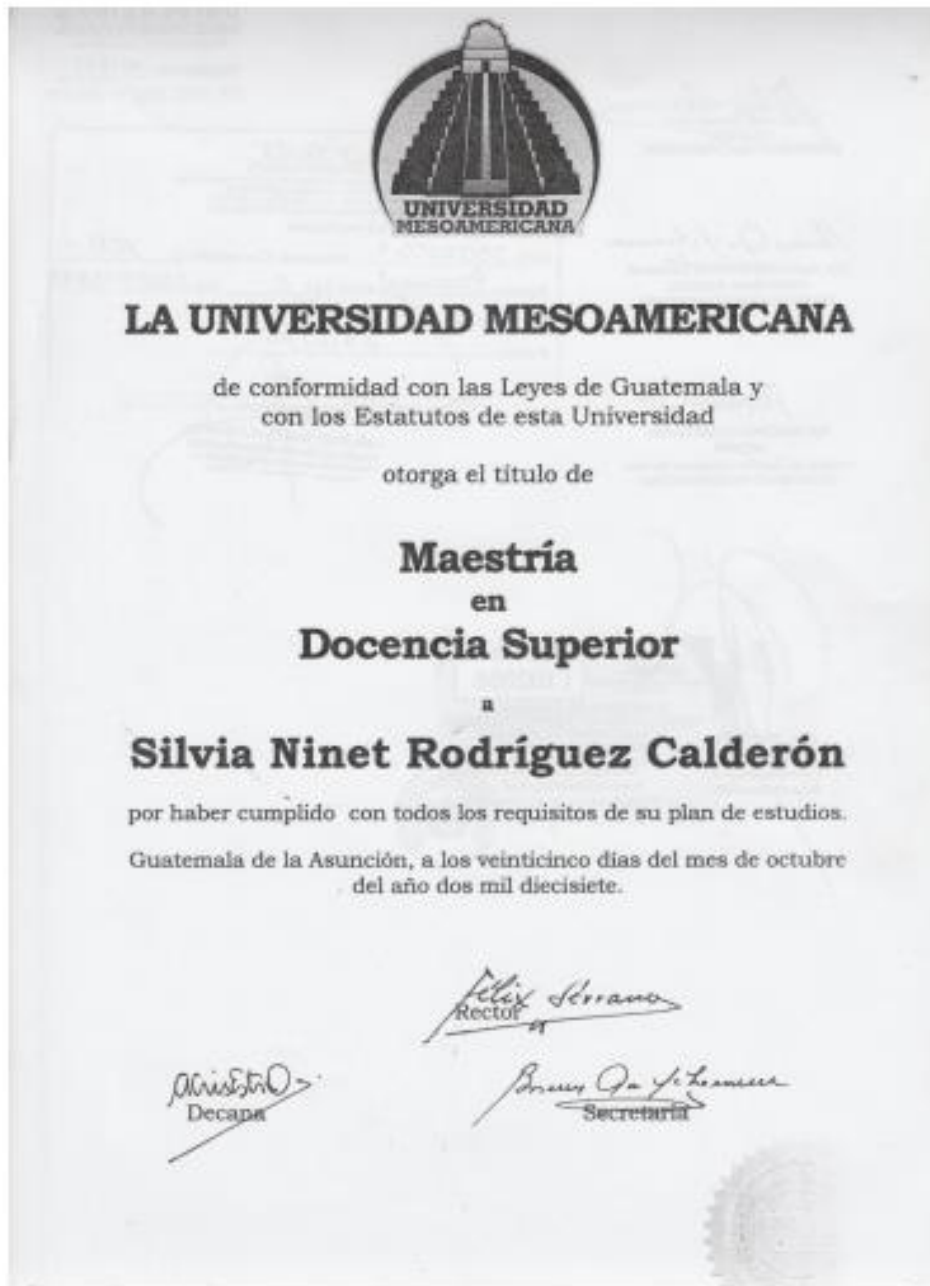 UNIVERSIDAD
MESOAMERICANA
LA UNIVERSIDAD MESOAMERICANA
de conformidad con las Leyes de Guatemala y
con los Estatutos de esta Universidad
otorga el título de
Maestría
en
Docencia Superior
a
Silvia Ninet Rodríguez Calderón
por haber cumplido con todos los requisitos de su plan de estudios.
Guatemala de la Asunción, a los veinticinco días del mes de octubre
del año dos mil diecisiete.
Félix Serrano
Rector
Decana
Secretaria